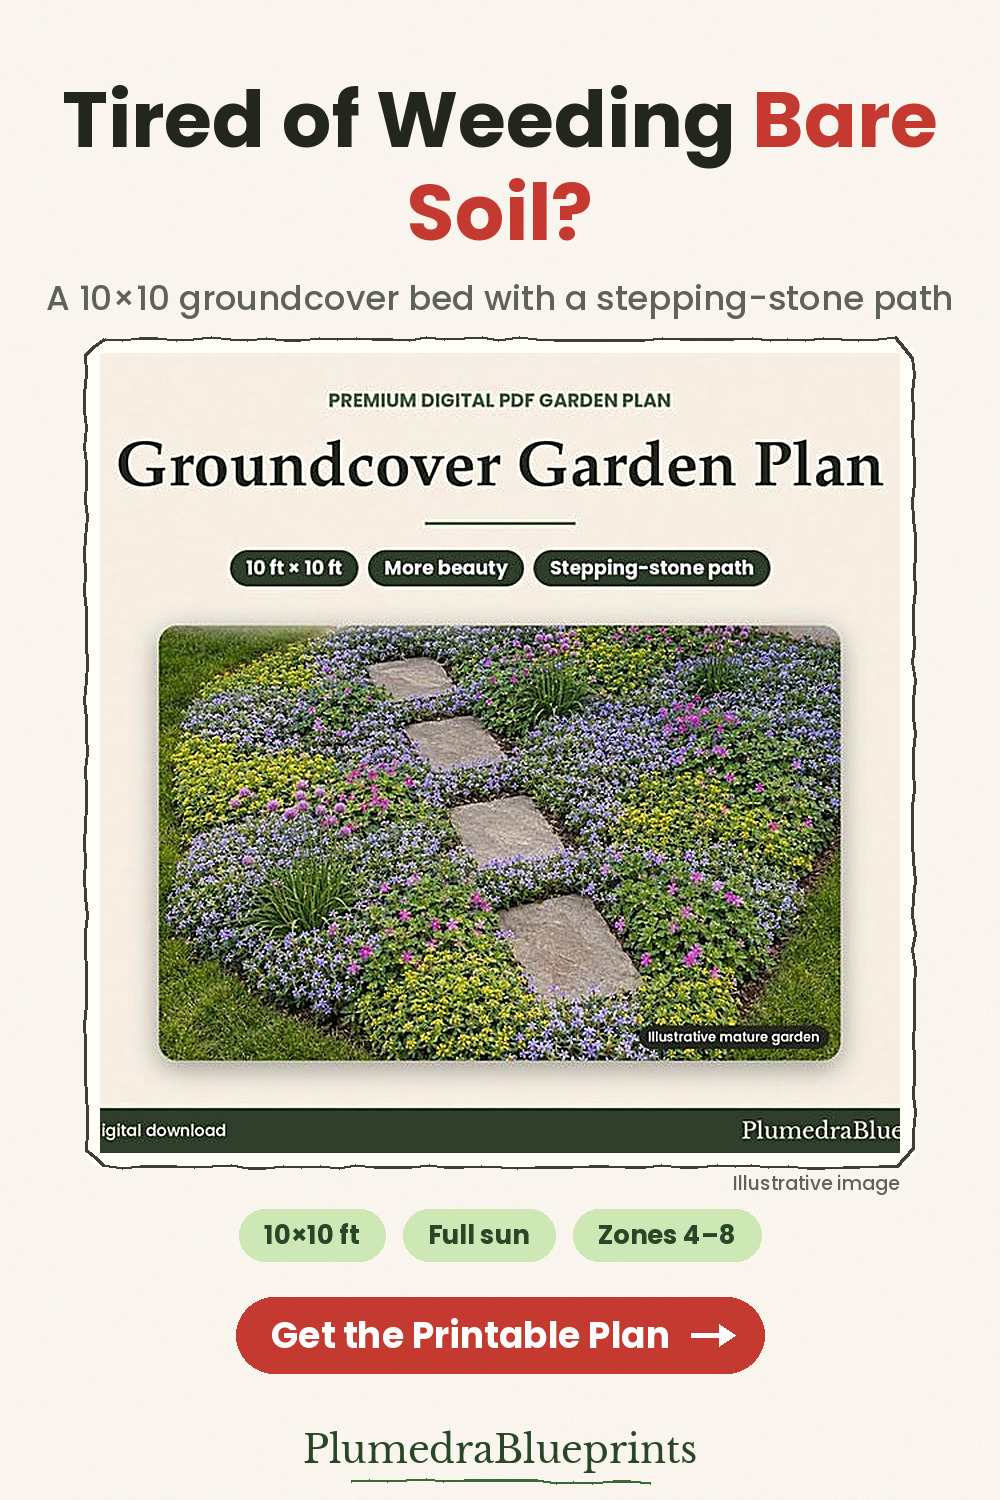 Tired of Weeding Bare
Soil?
A 10×10 groundcover bed with a stepping-stone path
PREMIUM DIGITAL PDF GARDEN PLAN
Groundcover Garden Plan
10 ft × 10 ft
More beauty
Stepping-stone path
Illustrative mature garden
igital download
PlumedraBlue
Illustrative image
10×10 ft
Full sun
Zones 4–8
Get the Printable Plan →
PlumedraBlueprints